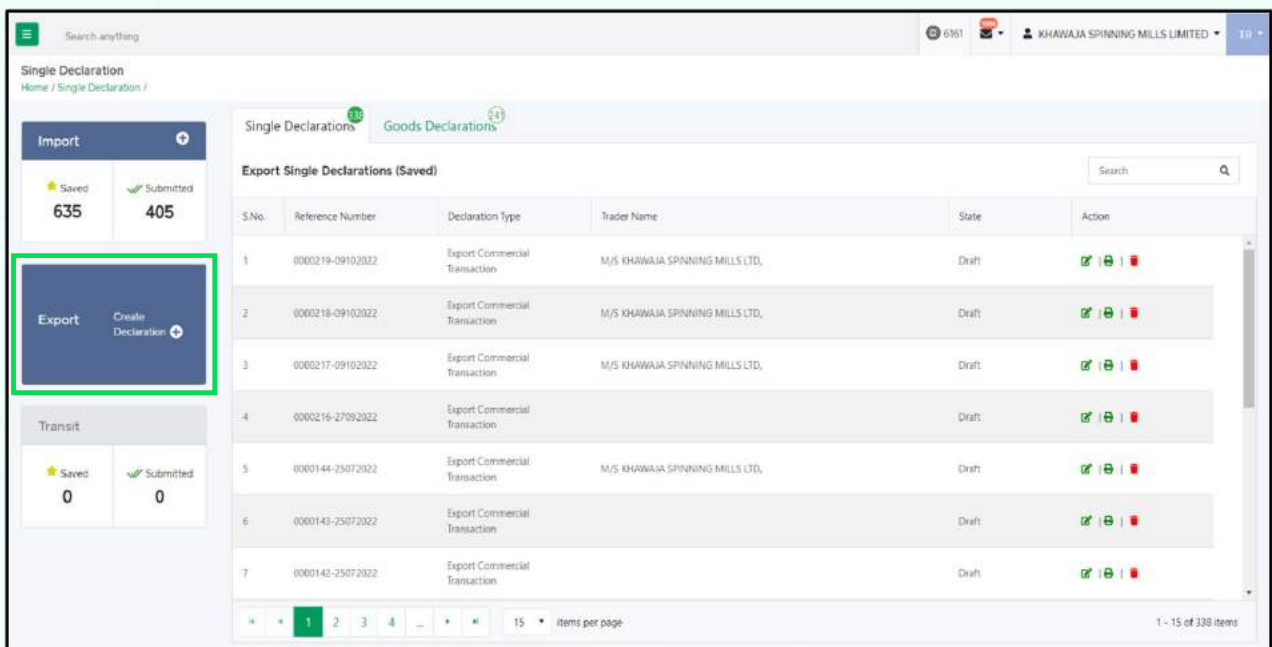 Search anything
6161
KHAWAJA SPINNING MILLS LIMITED
TD
Single Declaration
Home / Single Declaration /
Import
Saved
Submitted
635
405
Export
Create
Declaration
Transit
Saved
Submitted
0
0
Single Declarations
338
Goods Declarations
241
Export Single Declarations (Saved)
Search
S.No. Reference Number Declaration Type Trader Name State Action
1 0000219-09102022 Export Commercial Transaction M/S KHAWAJA SPINNING MILLS LTD, Draft
2 0000218-09102022 Export Commercial Transaction M/S KHAWAJA SPINNING MILLS LTD, Draft
3 0000217-09102022 Export Commercial Transaction M/S KHAWAJA SPINNING MILLS LTD, Draft
4 0000216-27092022 Export Commercial Transaction Draft
5 0000144-25072022 Export Commercial Transaction M/S KHAWAJA SPINNING MILLS LTD, Draft
6 0000143-25072022 Export Commercial Transaction Draft
7 0000142-25072022 Export Commercial Transaction Draft
1 2 3 4 ... 15 items per page 1 - 15 of 338 items